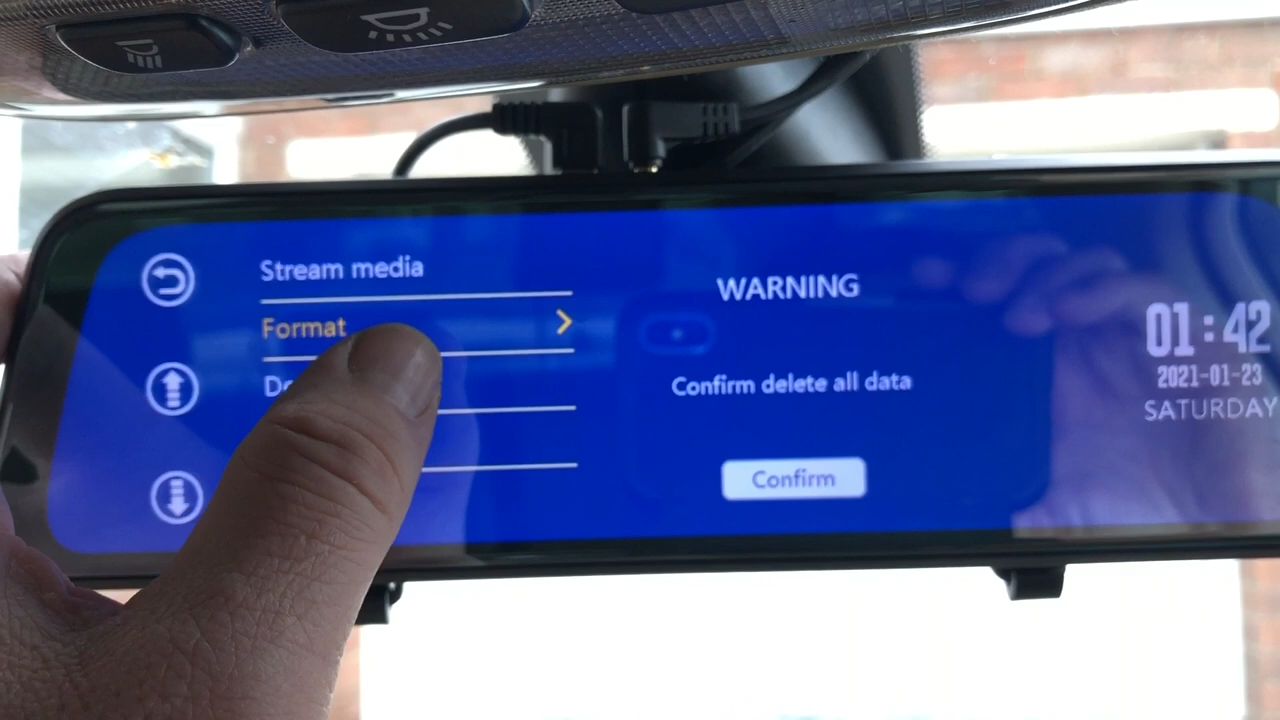 Stream media
Format
WARNING
Confirm delete all data
Confirm
01:42
2021-01-23
SATURDAY